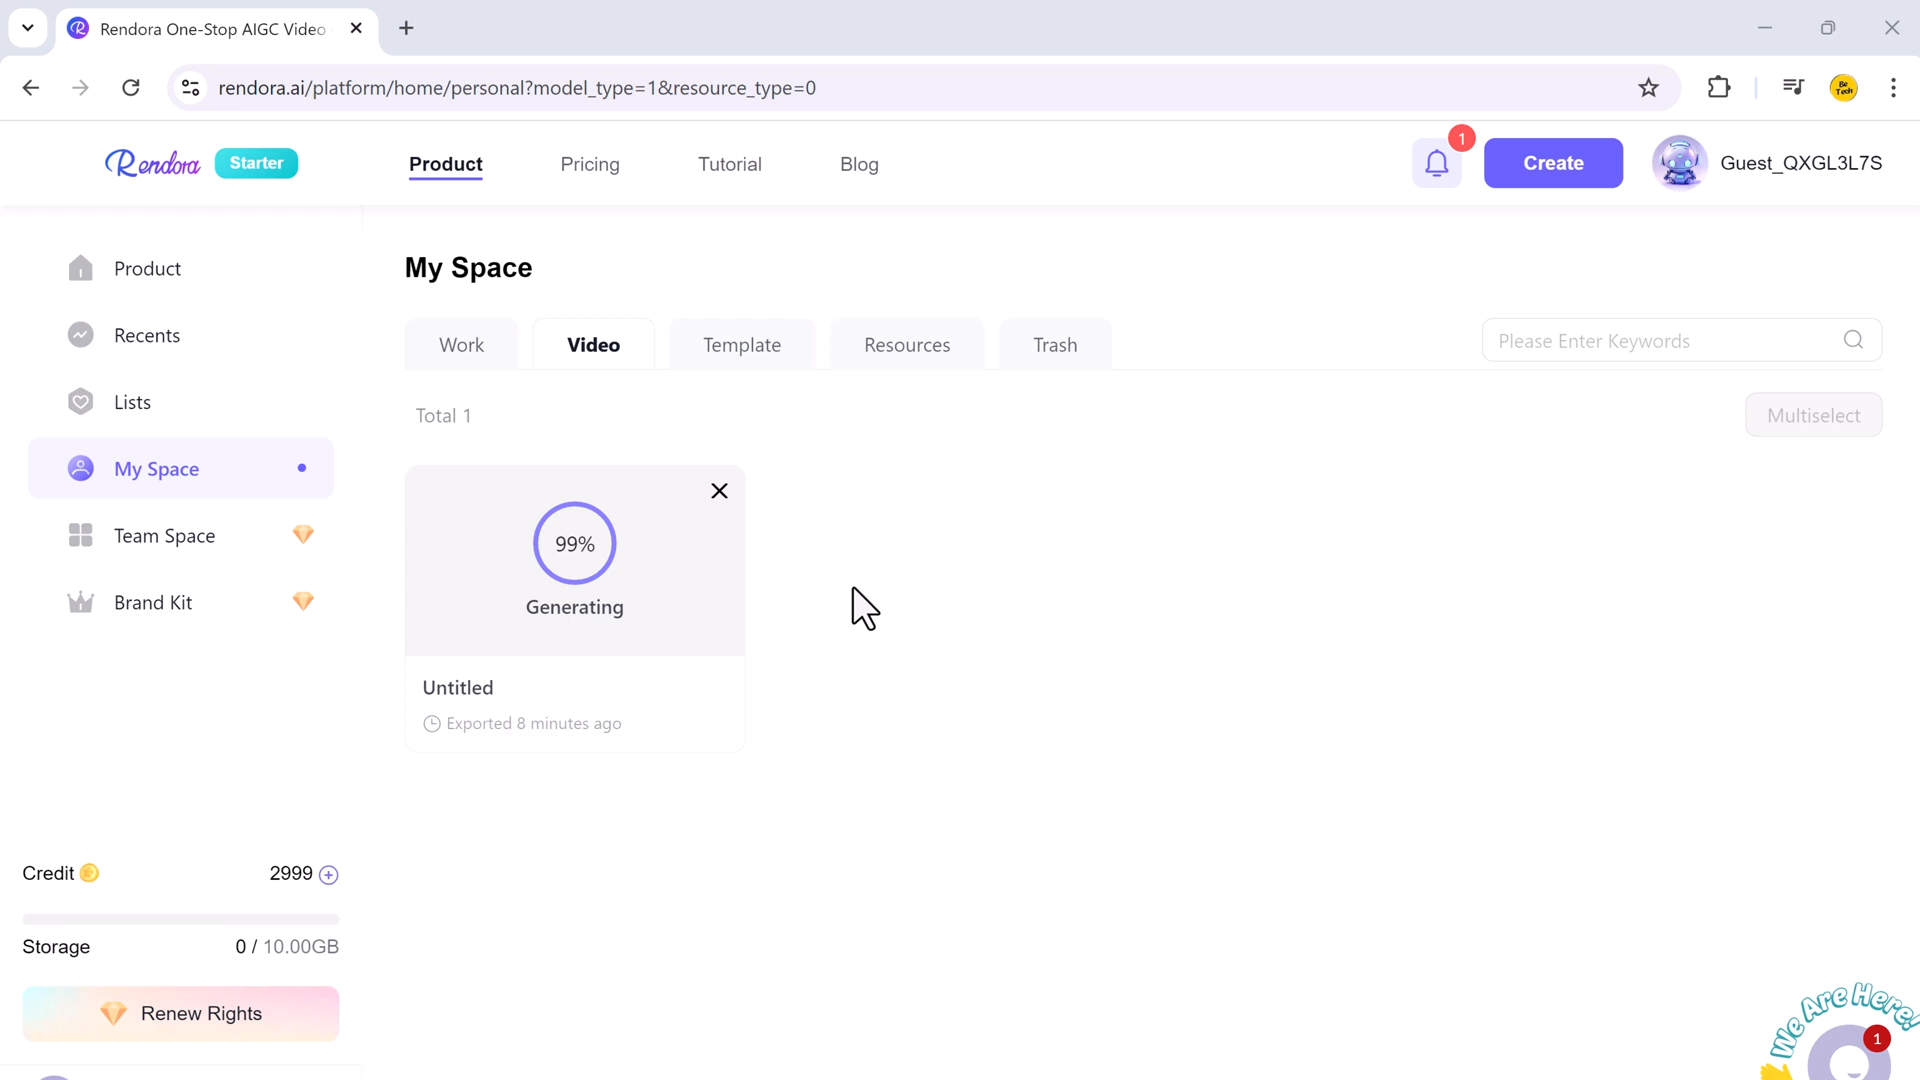 Rendora One-Stop AIGC Video
rendora.ai/platform/home/personal?model_type=1&resource_type=0
Be Tech
Rendora Starter
Product Pricing Tutorial Blog
1
Create
Guest_QXGL3L7S
Product
Recents
Lists
My Space
Team Space
Brand Kit
My Space
Work Video Template Resources Trash
Please Enter Keywords
Total 1
Multiselect
99%
Generating
Untitled
Exported 8 minutes ago
Credit 2999
Storage 0 / 10.00GB
Renew Rights
We Are Here!
1